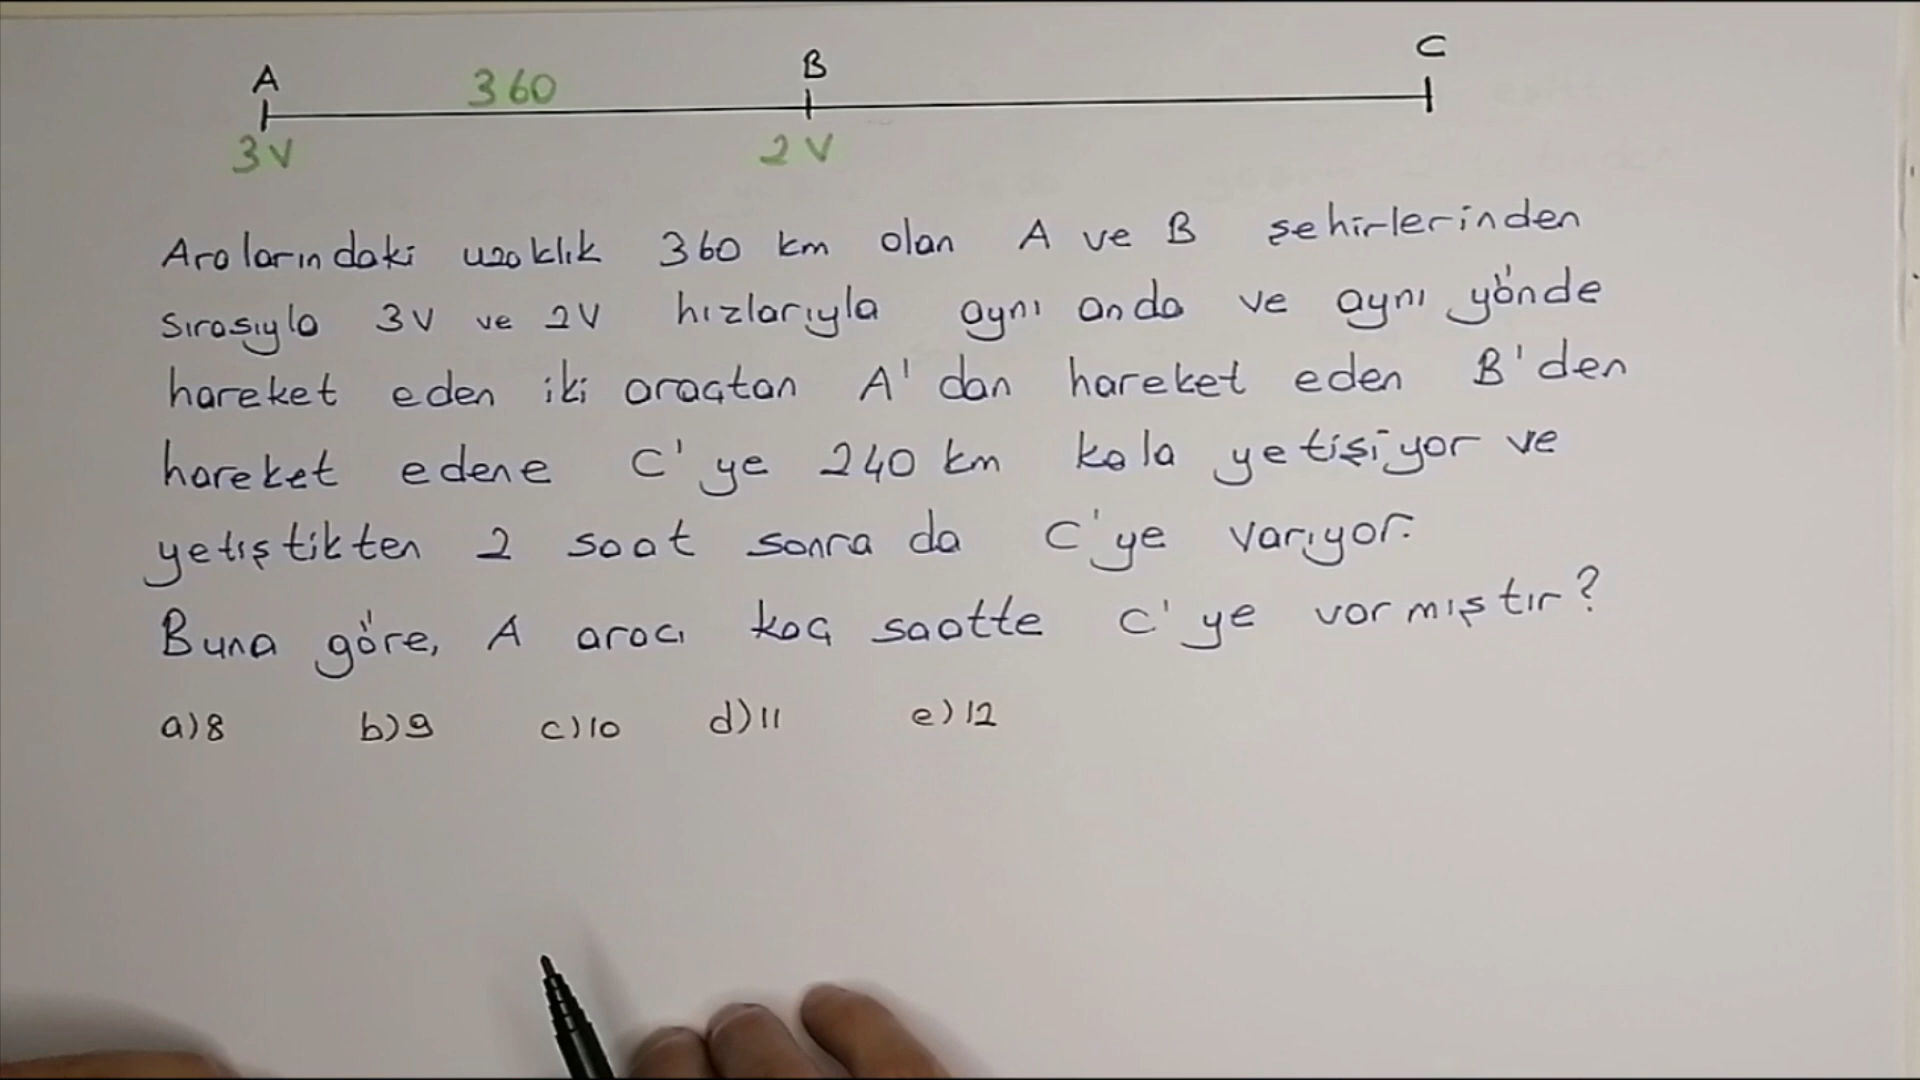 A 360 B C
3V 2V
Aralarındaki uzaklık 360 km olan A ve B şehirlerinden
sırasıyla 3V ve 2V hızlarıyla aynı anda ve aynı yönde
hareket eden iki araçtan A'dan hareket eden B'den
hareket edene C'ye 240 km kala yetişiyor ve
yetiştikten 2 saat sonra da C'ye varıyor.
Buna göre, A aracı kaç saatte C'ye varmıştır?
a)8 b)9 c)10 d)11 e)12